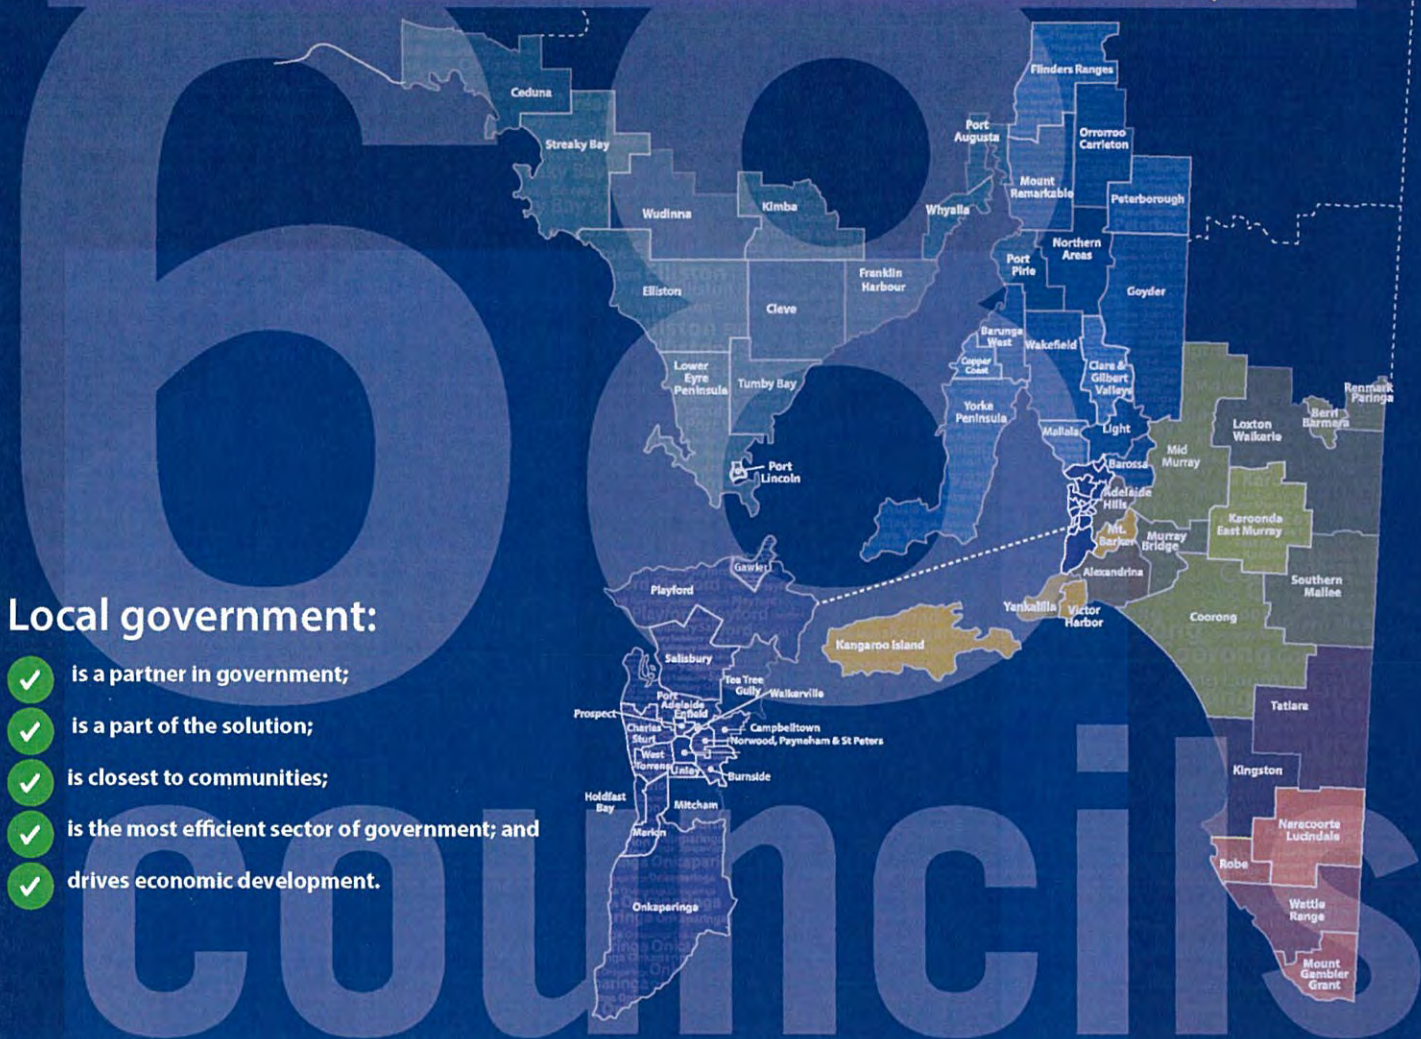 68
councils
Local government:
is a partner in government;
is a part of the solution;
is closest to communities;
is the most efficient sector of government; and
drives economic development.
Ceduna
Streaky Bay
Wudinna
Kimba
Elliston
Cleve
Franklin
Harbour
Lower
Eyre
Peninsula
Tumby Bay
Port
Lincoln
Whyalla
Port
Augusta
Flinders Ranges
Orrorroo
Carrieton
Mount
Remarkable
Peterborough
Northern
Areas
Port
Pirie
Goyder
Barunga
West
Wakefield
Copper
Coast
Clare &
Gilbert
Valleys
Yorke
Peninsula
Mallala
Light
Barossa
Adelaide
Hills
Mt.
Barker
Mid
Murray
Loxton
Waikerie
Berri
Barmera
Renmark
Paringa
Karoonda
East Murray
Murray
Bridge
Alexandrina
Southern
Mallee
Yankalilla
Victor
Harbor
Coorong
Kangaroo Island
Tatiara
Kingston
Naracoorte
Lucindale
Robe
Wattle
Range
Mount
Gambler
Grant
Gawler
Playford
Salisbury
Tea Tree
Gully
Walkerville
Port
Adelaide
Enfield
Prospect
Charles
Sturt
Campbelltown
Norwood, Payneham & St Peters
West
Torrens
Unley
Burnside
Holdfast
Bay
Mitcham
Marion
Onkaparinga